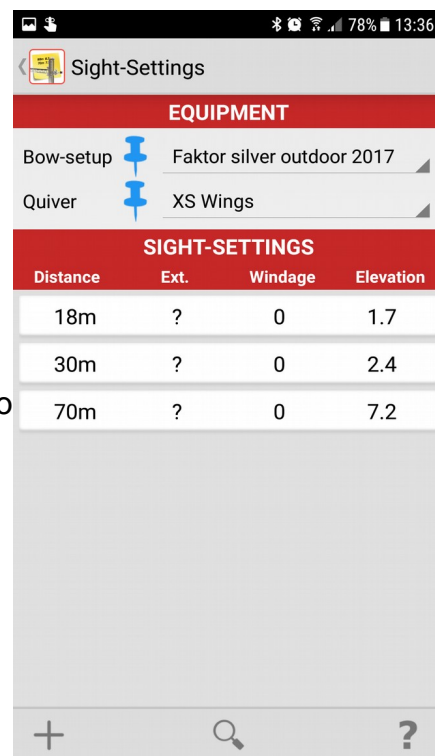 78% 13:36
Sight-Settings
EQUIPMENT
Bow-setup Faktor silver outdoor 2017
Quiver XS Wings
SIGHT-SETTINGS
Distance Ext. Windage Elevation
18m ? 0 1.7
30m ? 0 2.4
o
70m ? 0 7.2
?